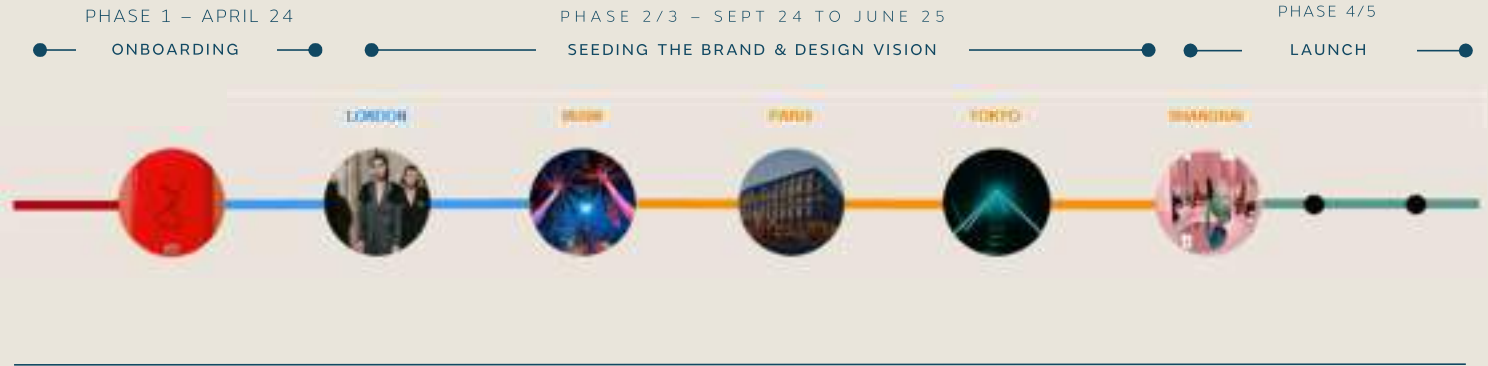 PHASE 1 – APRIL 24
PHASE 2/3 – SEPT 24 TO JUNE 25
PHASE 4/5
ONBOARDING
SEEDING THE BRAND & DESIGN VISION
LAUNCH
LONDON
PARIS
TOKYO
SHANGHAI